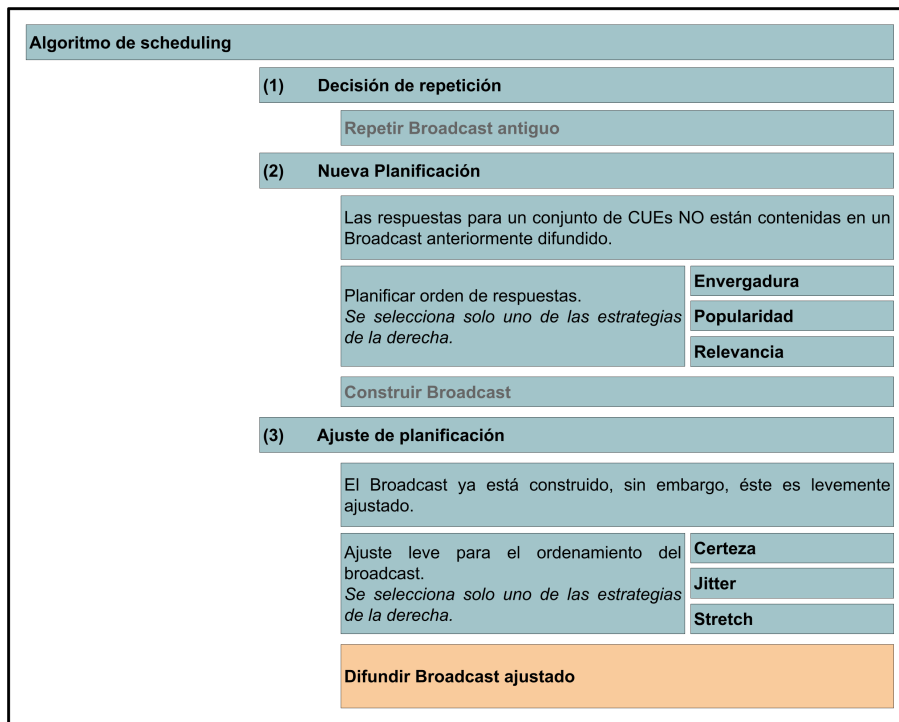 Algoritmo de scheduling
(1) Decisión de repetición
Repetir Broadcast antiguo
(2) Nueva Planificación
Las respuestas para un conjunto de CUEs NO están contenidas en un
Broadcast anteriormente difundido.
Planificar orden de respuestas.
Se selecciona solo uno de las estrategias
de la derecha.
Envergadura
Popularidad
Relevancia
Construir Broadcast
(3) Ajuste de planificación
El Broadcast ya está construido, sin embargo, éste es levemente
ajustado.
Ajuste leve para el ordenamiento del
broadcast.
Se selecciona solo uno de las estrategias
de la derecha.
Certeza
Jitter
Stretch
Difundir Broadcast ajustado